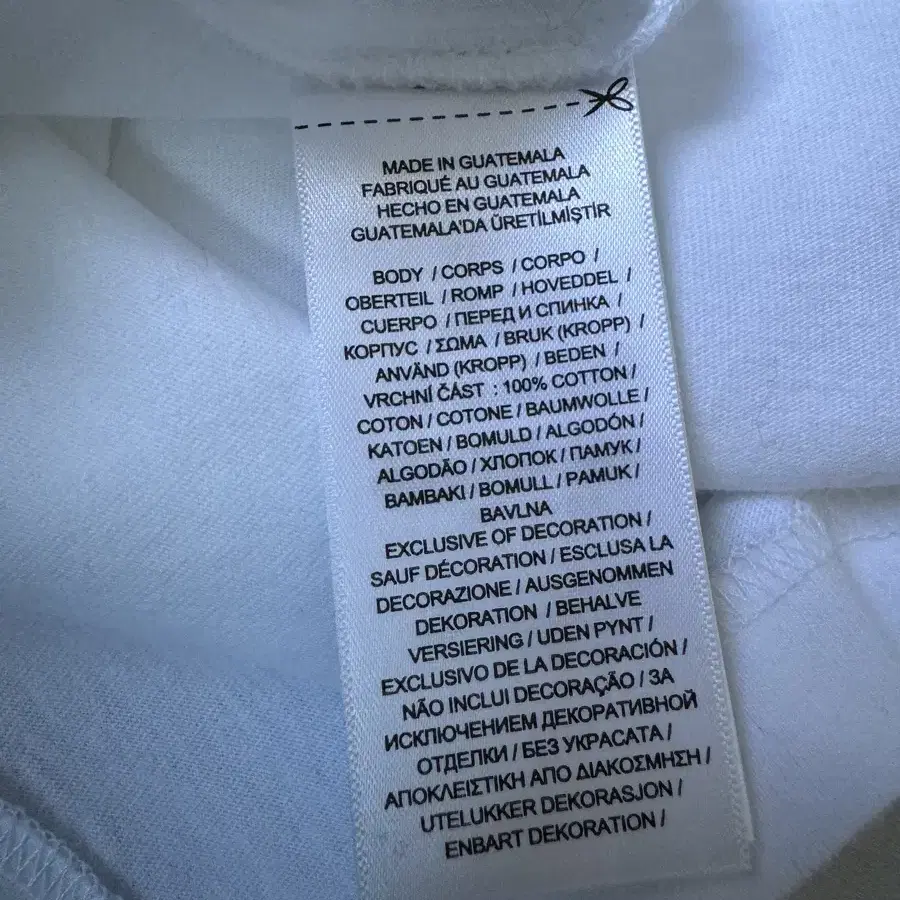 MADE IN GUATEMALA
FABRIQUÉ AU GUATEMALA
HECHO EN GUATEMALA
GUATEMALA'DA ÜRETİLMİŞTİR
BODY / CORPS / CORPO /
OBERTEIL / ROMP / HOVEDDEL /
CUERPO / ПЕРЕД И СПИНКА /
КОРПУС / ΣΩΜΑ / BRUK (KROPP) /
ANVÄND (KROPP) / BEDEN /
VRCHNÍ ČÁST : 100% COTTON /
COTON / COTONE / BAUMWOLLE /
KATOEN / BOMULD / ALGODÓN /
ALGODÃO / ХЛОПОК / ПАМУК /
BAMBAKI / BOMULL / PAMUK /
BAVLNA
EXCLUSIVE OF DECORATION /
SAUF DÉCORATION / ESCLUSA LA
DECORAZIONE / AUSGENOMMEN
DEKORATION / BEHALVE
VERSIERING / UDEN PYNT /
EXCLUSIVO DE LA DECORACIÓN /
NÃO INCLUI DECORAÇÃO / ЗА
ИСКЛЮЧЕНИЕМ ДЕКОРАТИВНОЙ
ОТДЕЛКИ / БЕЗ УКРАСАТА /
ΑΠΟΚΛΕΙΣΤΙΚΗ ΑΠΟ ΔΙΑΚΟΣΜΗΣΗ /
UTELUKKER DEKORASJON /
ENBART DEKORATION /